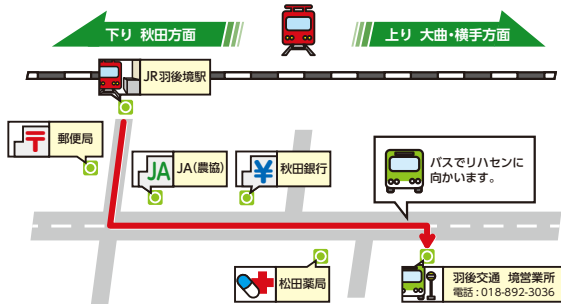 下り 秋田方面
上り 大曲・横手方面
JR羽後境駅
〒
郵便局
JA
JA(農協)
¥
秋田銀行
バスでリハセンに
向かいます。
松田薬局
羽後交通 境営業所
電話:018-892-3036